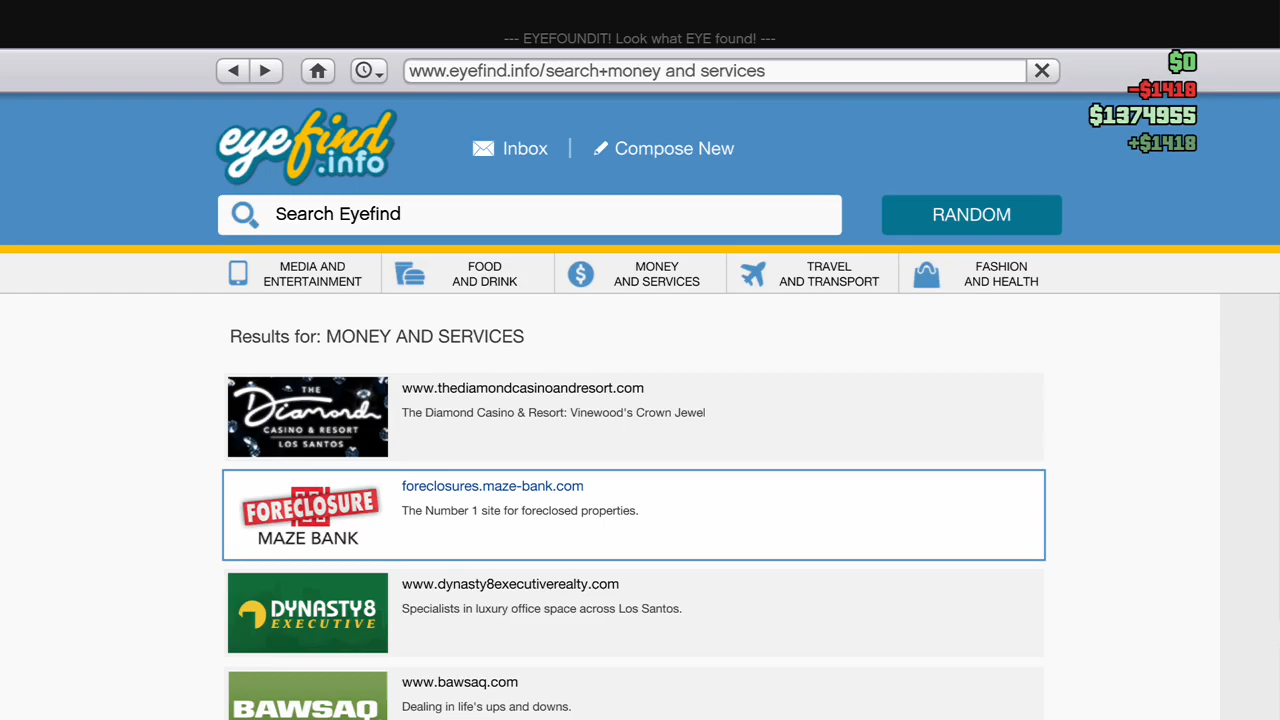 --- EYEFOUNDIT! Look what EYE found! ---
www.eyefind.info/search+money and services
$0
-$1418
$1374955
+$1418
eyefind
.info
Inbox
Compose New
Search Eyefind
RANDOM
MEDIA AND
ENTERTAINMENT
FOOD
AND DRINK
MONEY
AND SERVICES
TRAVEL
AND TRANSPORT
FASHION
AND HEALTH
Results for: MONEY AND SERVICES
THE
Diamond
CASINO & RESORT
LOS SANTOS
www.thediamondcasinoandresort.com
The Diamond Casino & Resort: Vinewood's Crown Jewel
FORECLOSURE
MAZE BANK
foreclosures.maze-bank.com
The Number 1 site for foreclosed properties.
DYNASTY8
EXECUTIVE
www.dynasty8executiverealty.com
Specialists in luxury office space across Los Santos.
BAWSAQ
www.bawsaq.com
Dealing in life's ups and downs.